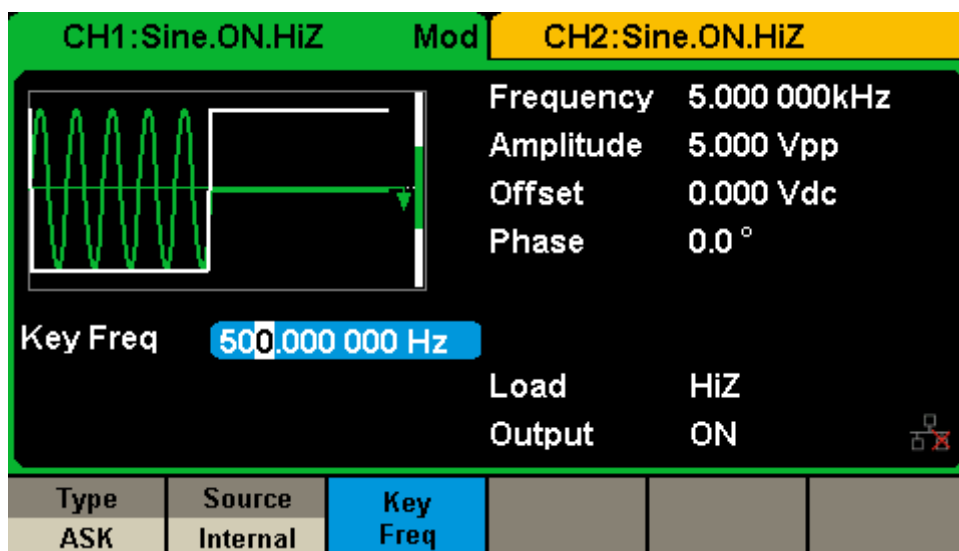 CH1:Sine.ON.HiZ Mod CH2:Sine.ON.HiZ
Frequency 5.000 000kHz
Amplitude 5.000 Vpp
Offset 0.000 Vdc
Phase 0.0 °
Key Freq 500.000 000 Hz
Load HiZ
Output ON
Type Source Key
ASK Internal Freq